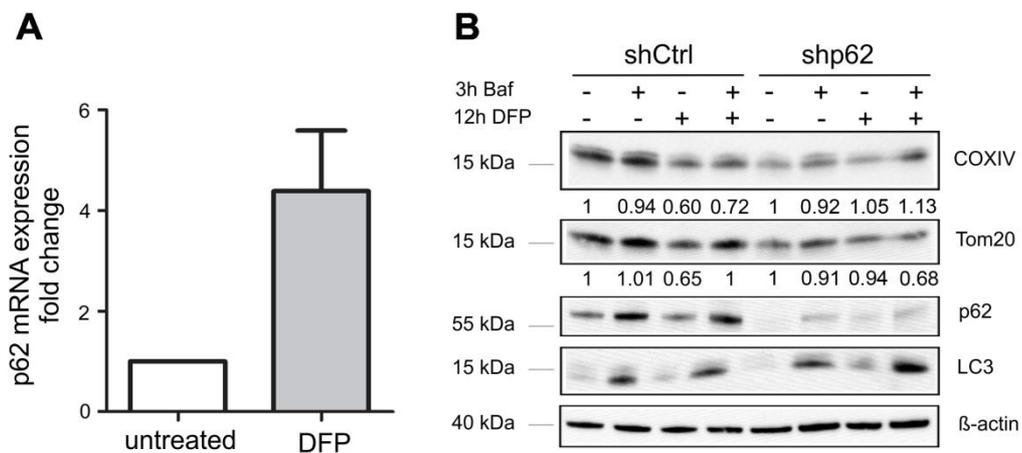 A
p62 mRNA expression
fold change
6
4
2
0
untreated
DFP
B
shCtrl shp62
3h Baf - + - + - + - +
12h DFP - - + + - - + +
15 kDa COXIV
1 0.94 0.60 0.72 1 0.92 1.05 1.13
15 kDa Tom20
1 1.01 0.65 1 1 0.91 0.94 0.68
55 kDa p62
15 kDa LC3
40 kDa ß-actin